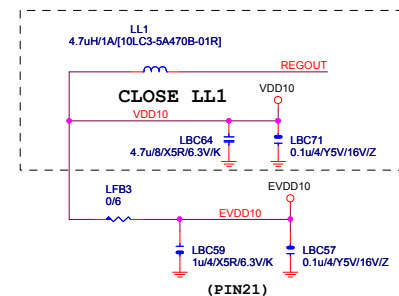 LL1
4.7uH/1A/[10LC3-5A470B-01R]
REGOUT
CLOSE LL1
VDD10
VDD10
LBC64
4.7u/8/X5R/6.3V/K
LBC71
0.1u/4/Y5V/16V/Z
LFB3
0/6
EVDD10
EVDD10
LBC59
1u/4/X5R/6.3V/K
LBC57
0.1u/4/Y5V/16V/Z
(PIN21)